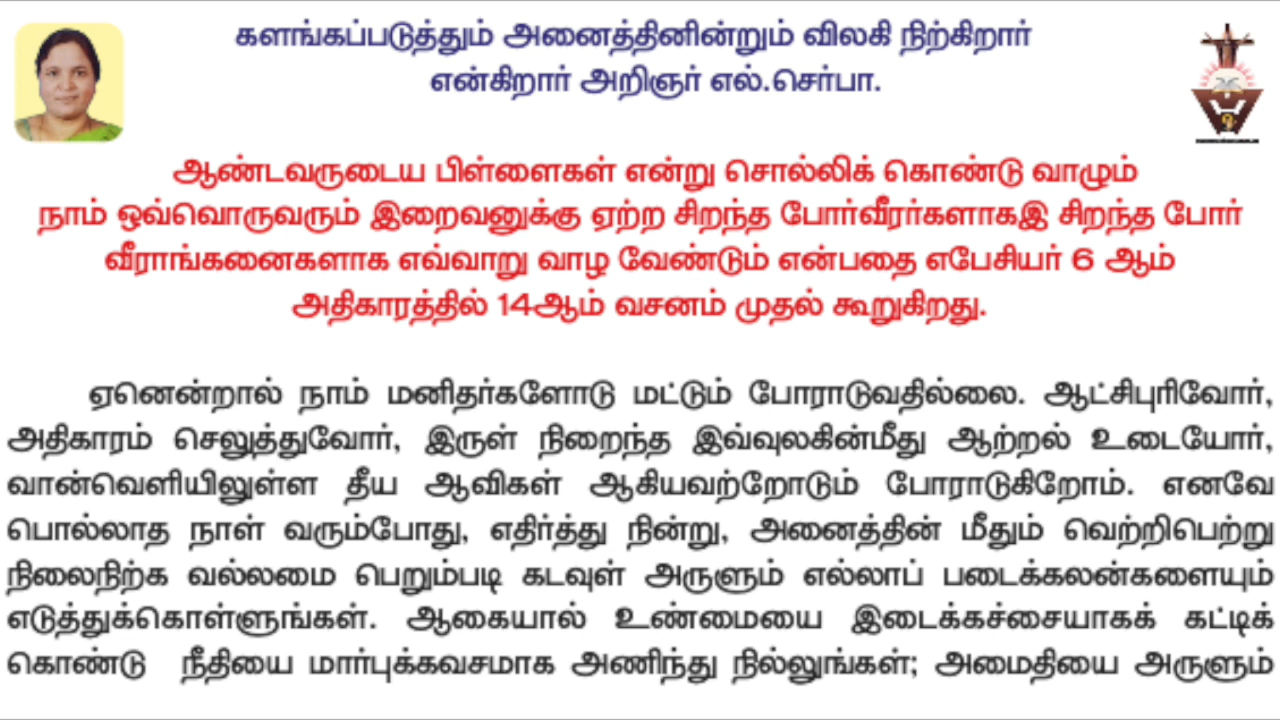 களங்கப்படுத்தும் அனைத்தினின்றும் விலகி நிற்கிறார்
என்கிறார் அறிஞர் எல்.செர்பா.
ஆண்டவருடைய பிள்ளைகள் என்று சொல்லிக் கொண்டு வாழும்
நாம் ஒவ்வொருவரும் இறைவனுக்கு ஏற்ற சிறந்த போர்வீரர்களாகஇ சிறந்த போர்
வீராங்கனைகளாக எவ்வாறு வாழ வேண்டும் என்பதை எபேசியர் 6 ஆம்
அதிகாரத்தில் 14ஆம் வசனம் முதல் கூறுகிறது.
ஏனென்றால் நாம் மனிதர்களோடு மட்டும் போராடுவதில்லை. ஆட்சிபுரிவோர்,
அதிகாரம் செலுத்துவோர், இருள் நிறைந்த இவ்வுலகின்மீது ஆற்றல் உடையோர்,
வான்வெளியிலுள்ள தீய ஆவிகள் ஆகியவற்றோடும் போராடுகிறோம். எனவே
பொல்லாத நாள் வரும்போது, எதிர்த்து நின்று, அனைத்தின் மீதும் வெற்றிபெற்று
நிலைநிற்க வல்லமை பெறும்படி கடவுள் அருளும் எல்லாப் படைக்கலன்களையும்
எடுத்துக்கொள்ளுங்கள். ஆகையால் உண்மையை இடைக்கச்சையாகக் கட்டிக்
கொண்டு நீதியை மார்புக்கவசமாக அணிந்து நில்லுங்கள்; அமைதியை அருளும்